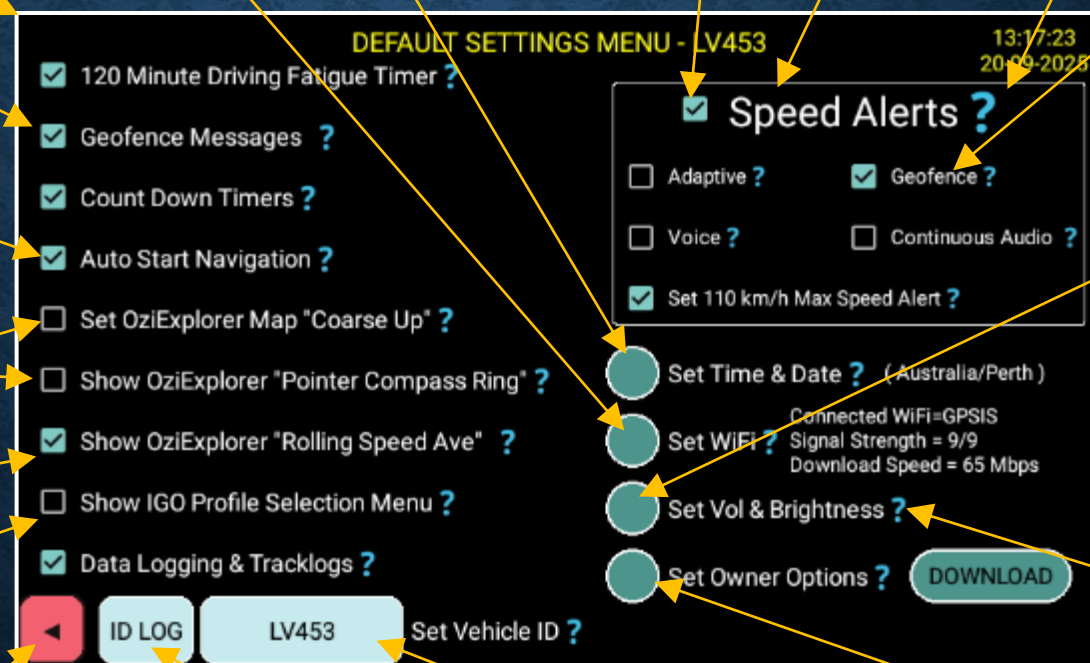 DEFAULT SETTINGS MENU - LV453
13:17:23
20-09-2025
120 Minute Driving Fatigue Timer ?
Geofence Messages ?
Count Down Timers ?
Auto Start Navigation ?
Set OziExplorer Map "Coarse Up" ?
Show OziExplorer "Pointer Compass Ring" ?
Show OziExplorer "Rolling Speed Ave" ?
Show IGO Profile Selection Menu ?
Data Logging & Tracklogs ?
ID LOG
LV453
Set Vehicle ID ?
Speed Alerts ?
Adaptive ?
Geofence ?
Voice ?
Continuous Audio ?
Set 110 km/h Max Speed Alert ?
Set Time & Date ? ( Australia/Perth )
Set WiFi ?
Connected WiFi=GPSIS
Signal Strength = 9/9
Download Speed = 65 Mbps
Set Vol & Brightness ?
Set Owner Options ?
DOWNLOAD